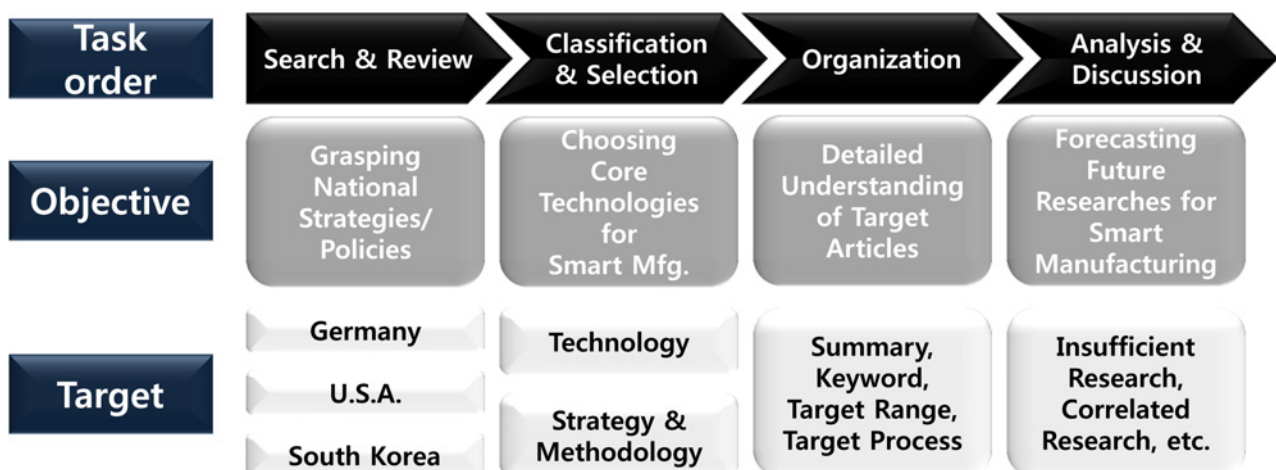 Task
order
Search & Review
Classification
& Selection
Organization
Analysis &
Discussion
Objective
Grasping
National
Strategies/
Policies
Choosing
Core
Technologies
for
Smart Mfg.
Detailed
Understanding
of Target
Articles
Forecasting
Future
Researches for
Smart
Manufacturing
Target
Germany
U.S.A.
South Korea
Technology
Strategy &
Methodology
Summary,
Keyword,
Target Range,
Target Process
Insufficient
Research,
Correlated
Research, etc.